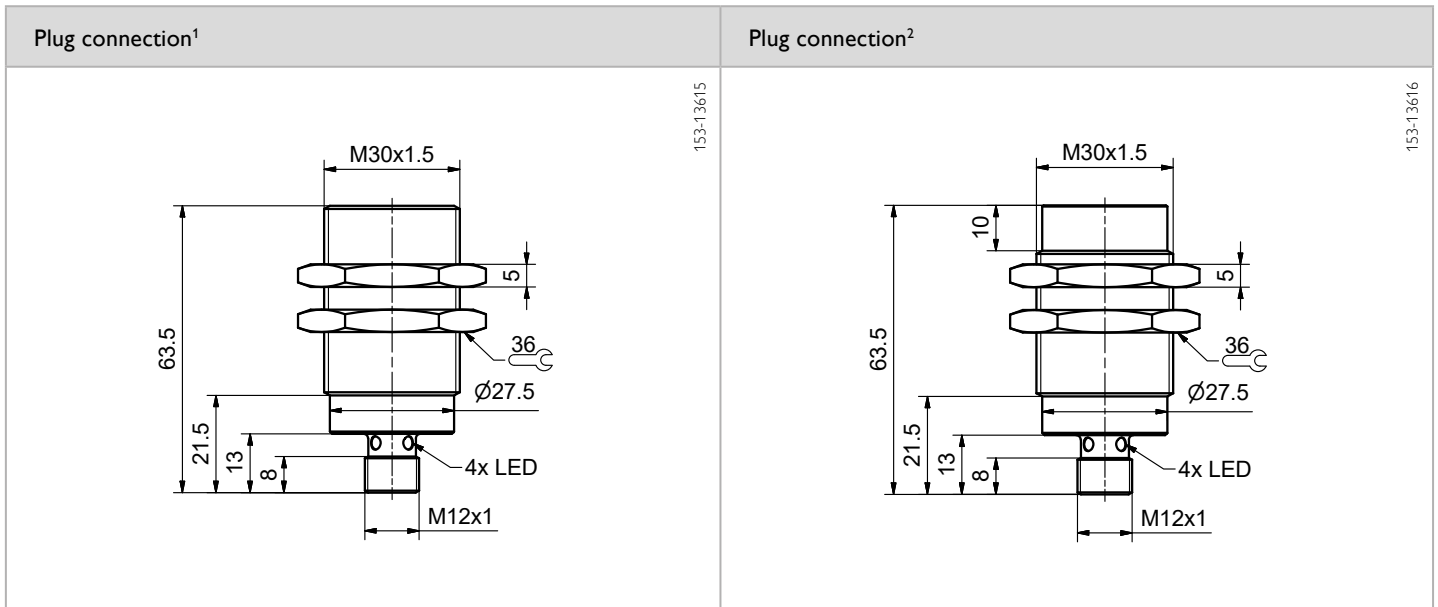 Plug connection¹
Plug connection²
153-13615
M30x1.5
63.5
5
36
Ø27.5
21.5
13
8
4x LED
M12x1
153-13616
M30x1.5
10
63.5
5
36
Ø27.5
21.5
13
8
4x LED
M12x1